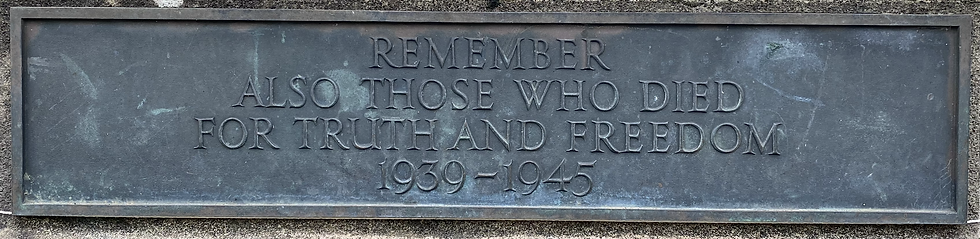 REMEMBER
ALSO THOSE WHO DIED
FOR TRUTH AND FREEDOM
1939-1945